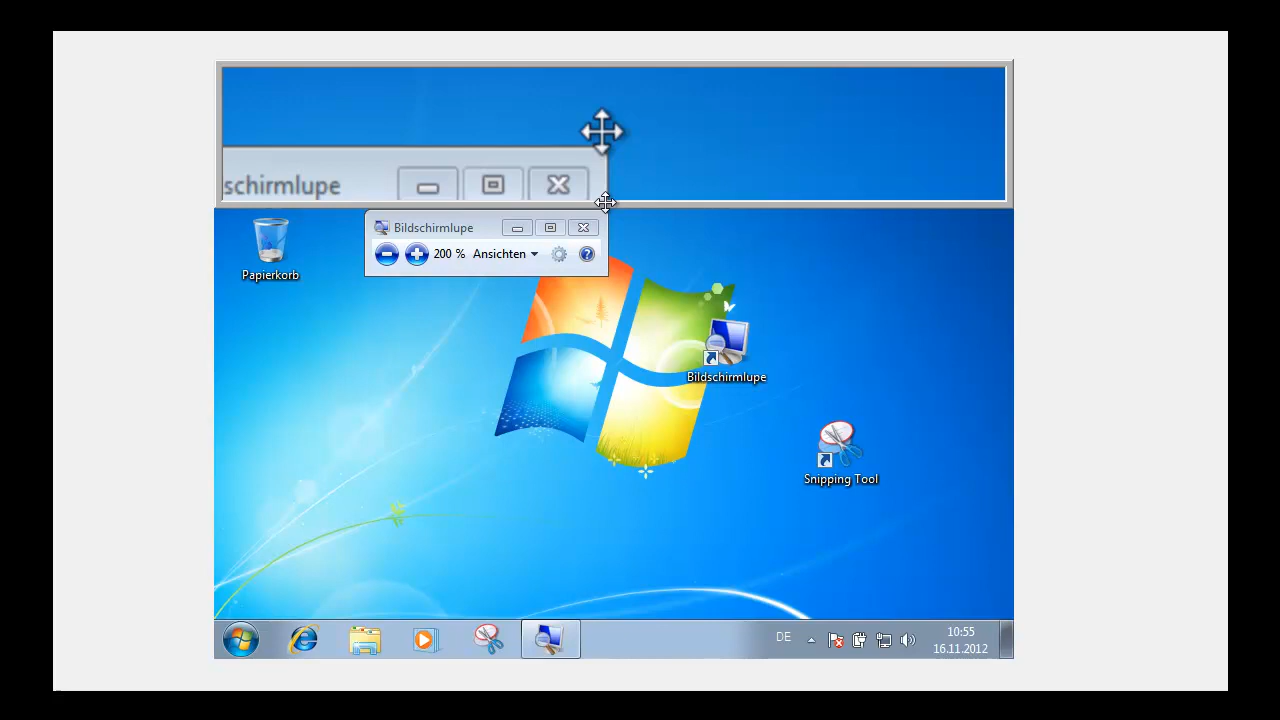 schirmlupe
Bildschirmlupe
200 % Ansichten
Papierkorb
Bildschirmlupe
Snipping Tool
DE
10:55
16.11.2012